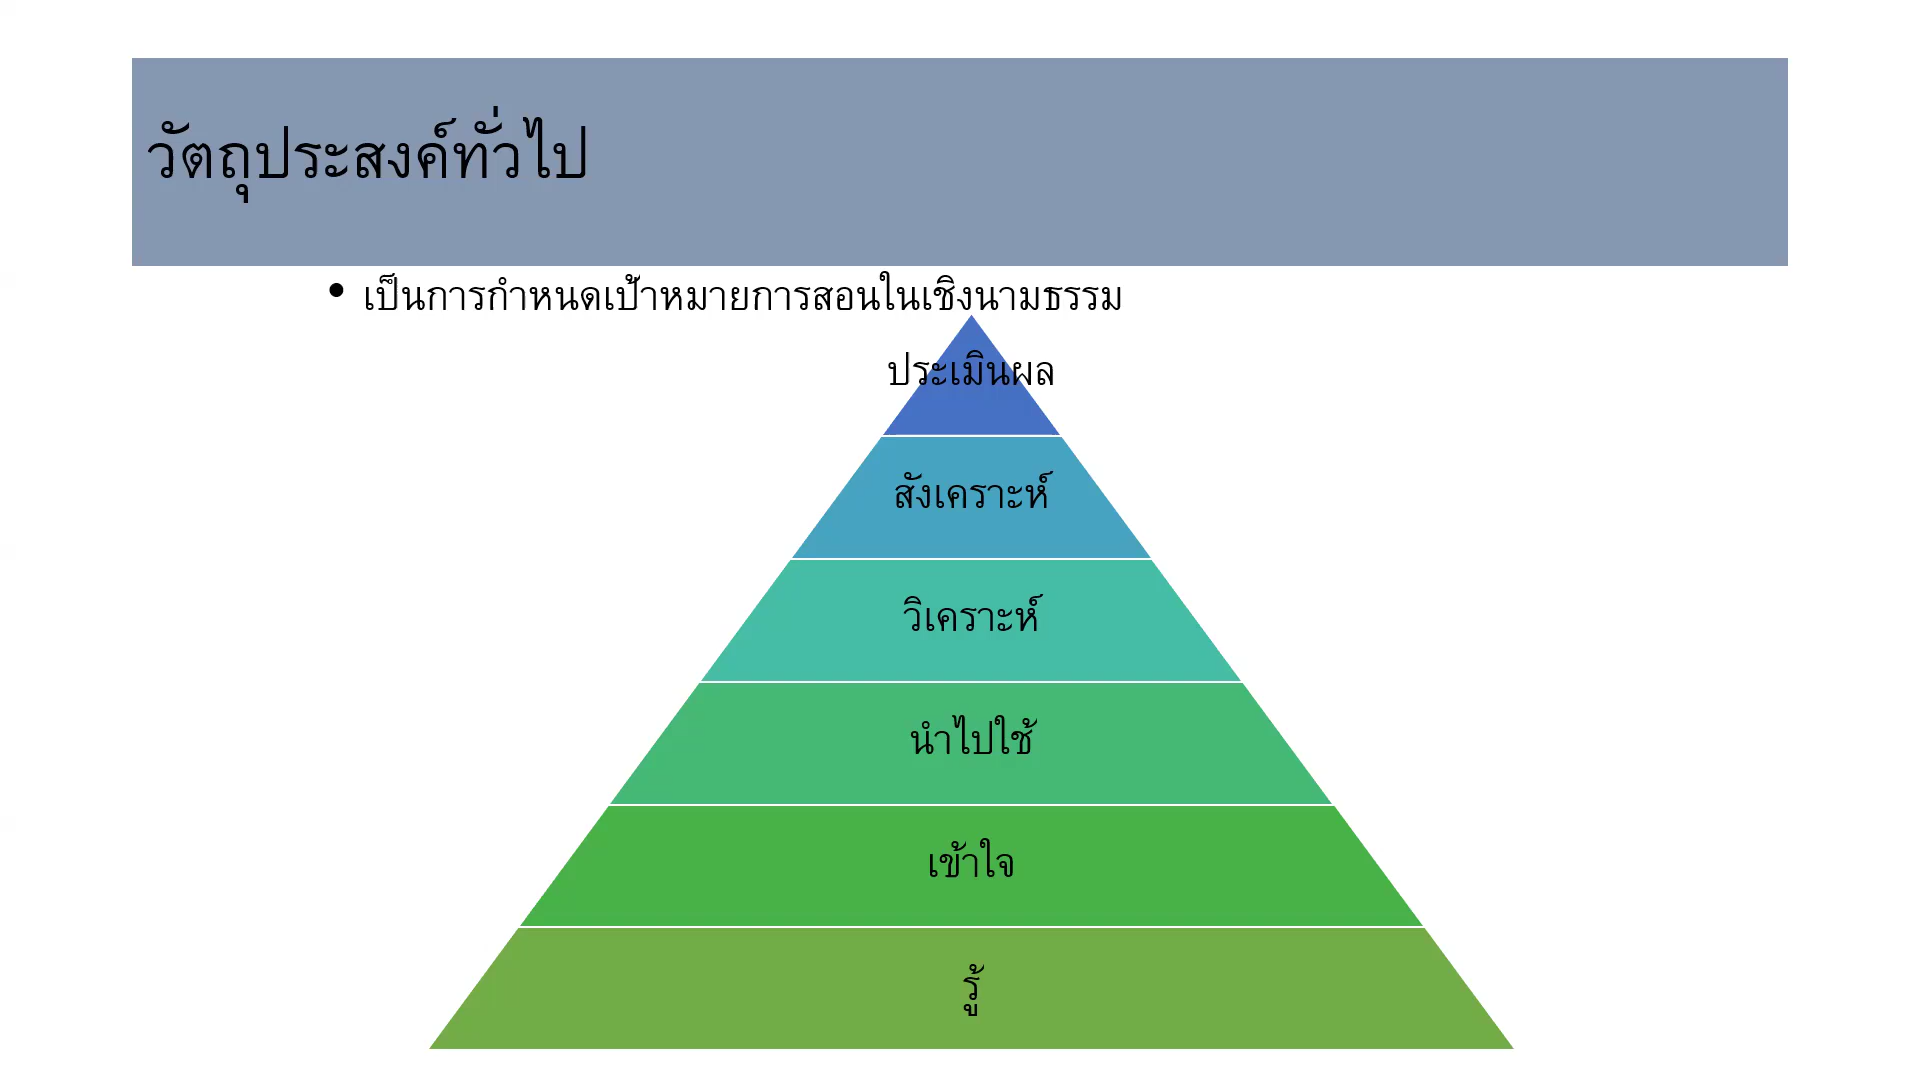 วัตถุประสงค์ทั่วไป
• เป็นการกำหนดเป้าหมายการสอนในเชิงนามธรรม
ประเมินผล
สังเคราะห์
วิเคราะห์
นำไปใช้
เข้าใจ
รู้